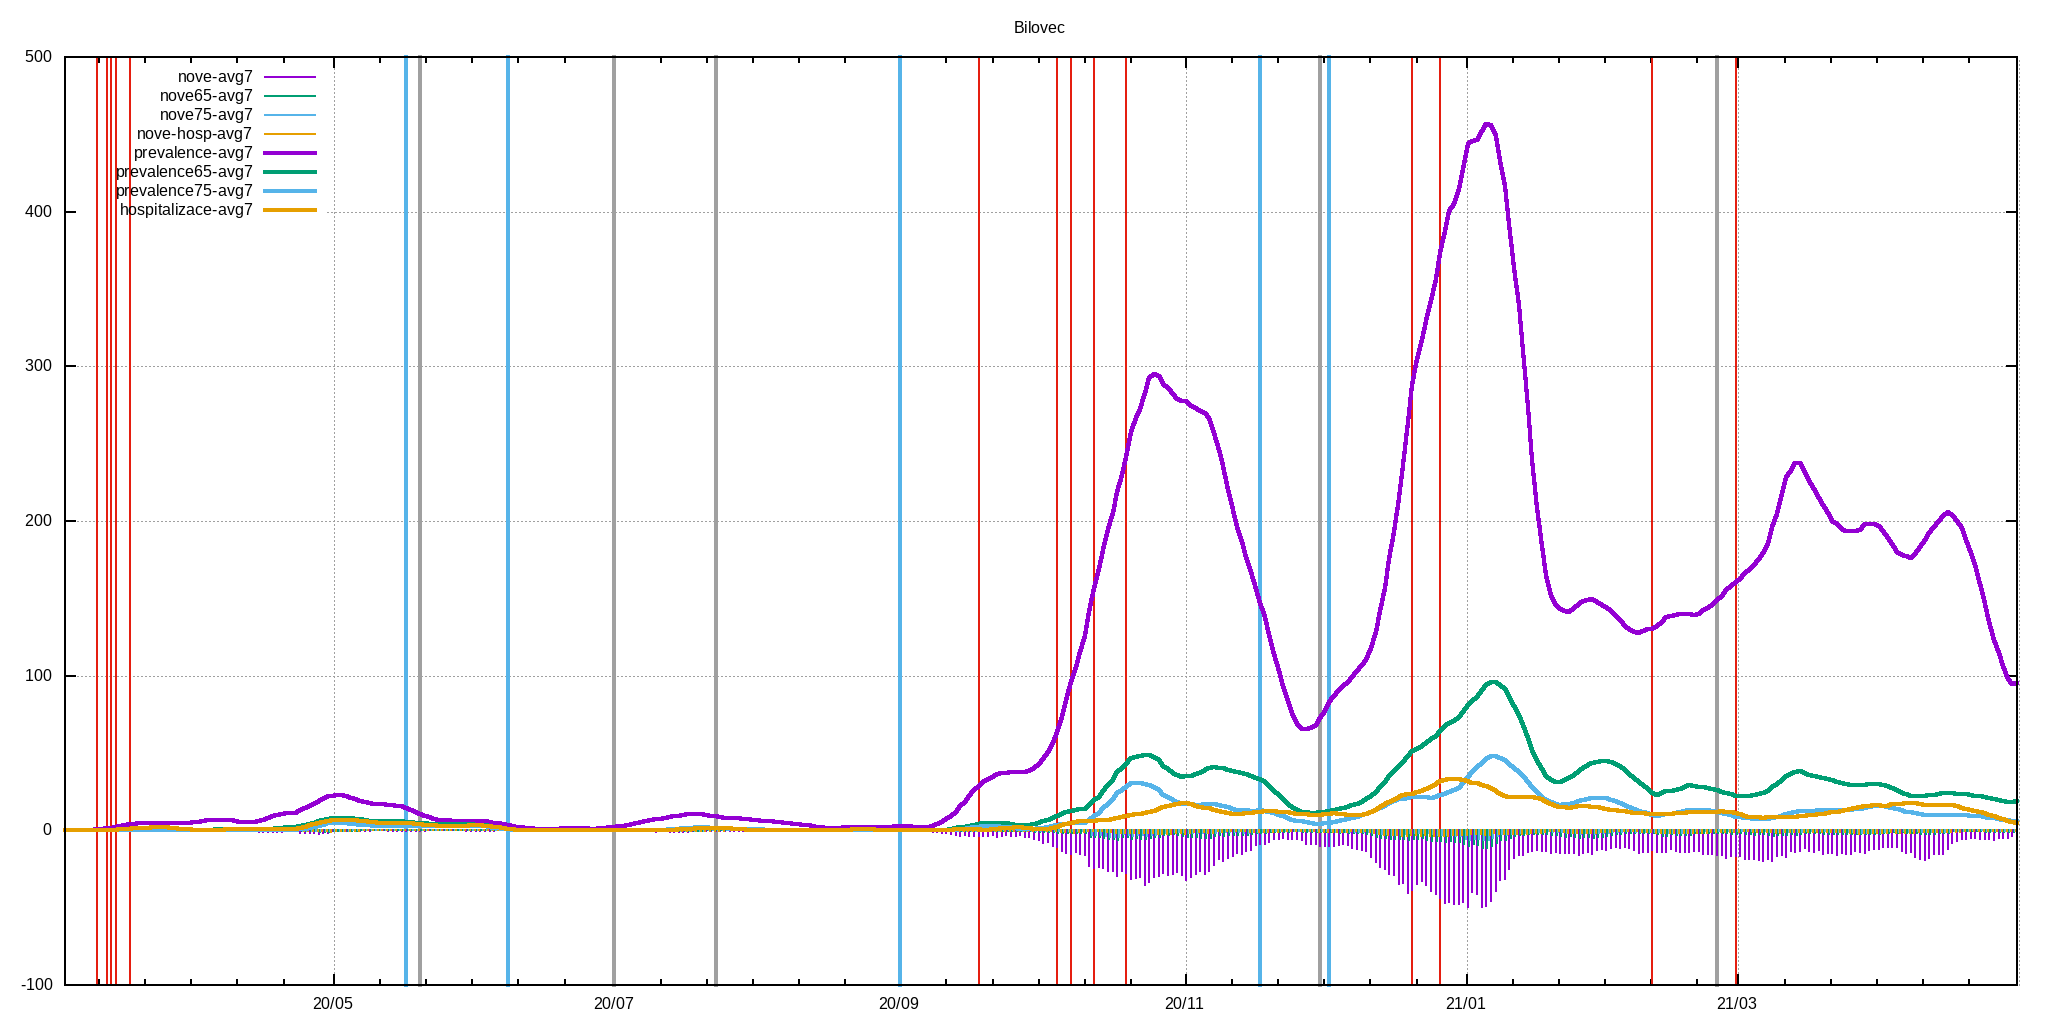 Bilovec
500
nove-avg7
nove65-avg7
nove75-avg7
nove-hosp-avg7
prevalence-avg7
prevalence65-avg7
prevalence75-avg7
hospitalizace-avg7
400
300
200
100
0
-100
20/05 20/07 20/09 20/11 21/01 21/03